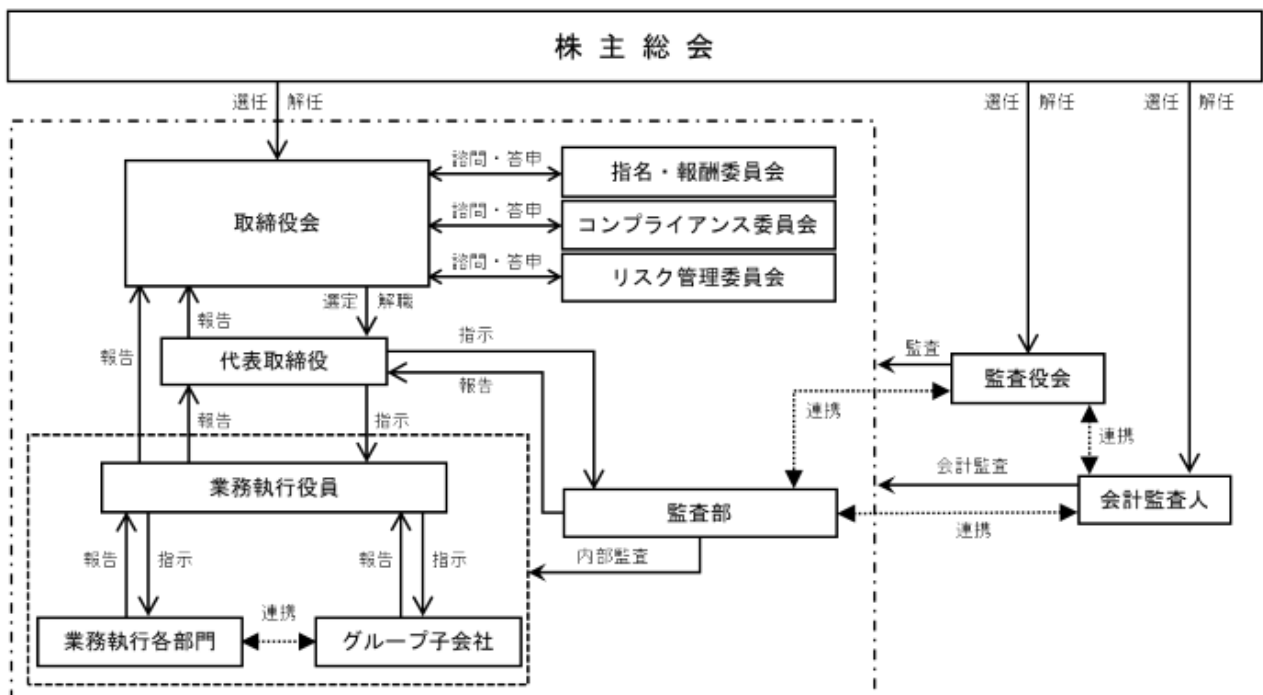 株 主 総 会
選任 解任
選任 解任
選任 解任
取締役会
諮問・答申
指名・報酬委員会
諮問・答申
コンプライアンス委員会
諮問・答申
リスク管理委員会
選定 解職
報告
報告
代表取締役
指示
報告
監査
監査役会
連携
連携
報告
指示
業務執行役員
監査部
会計監査
会計監査人
連携
内部監査
報告
指示
報告
指示
業務執行各部門
連携
グループ子会社